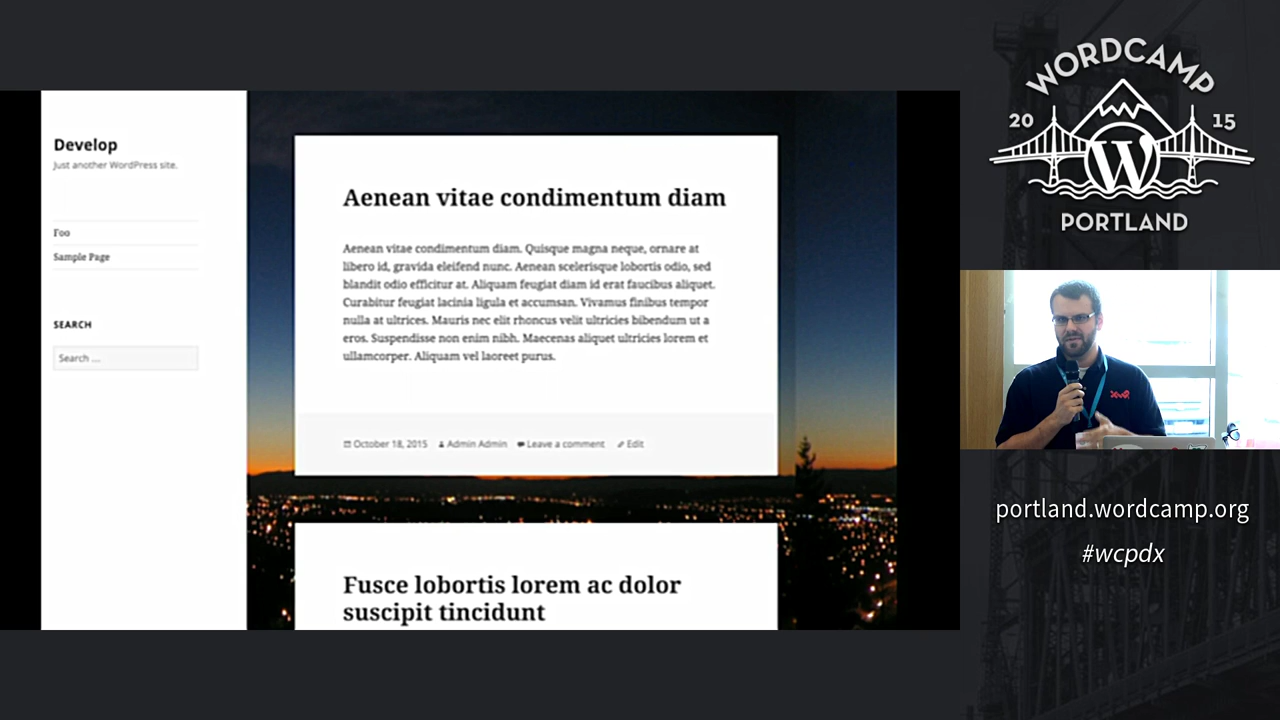 Develop
Just another WordPress site.
Foo
Sample Page
SEARCH
Search ...
Aenean vitae condimentum diam
Aenean vitae condimentum diam. Quisque magna neque, ornare at
libero id, gravida eleifend nunc. Aenean scelerisque lobortis odio, sed
blandit odio efficitur at. Aliquam feugiat diam id erat faucibus aliquet.
Curabitur feugiat lacinia ligula et accumsan. Vivamus finibus tempor
nulla at ultrices. Mauris nec elit rhoncus velit ultricies bibendum ut a
eros. Suspendisse non enim nibh. Maecenas aliquet ultricies lorem et
ullamcorper. Aliquam vel laoreet purus.
October 18, 2015 Admin Admin Leave a comment Edit
Fusce lobortis lorem ac dolor
suscipit tincidunt
WORDCAMP
20 15
W
PORTLAND
portland.wordcamp.org
#wcpdx